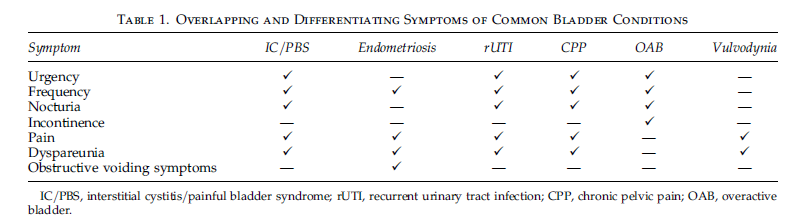 TABLE 1. OVERLAPPING AND DIFFERENTIATING SYMPTOMS OF COMMON BLADDER CONDITIONS
Symptom IC/PBS Endometriosis rUTI CPP OAB Vulvodynia
Urgency ✓ — ✓ ✓ ✓ —
Frequency ✓ ✓ ✓ ✓ ✓ —
Nocturia ✓ — ✓ ✓ ✓ —
Incontinence — — — — ✓ —
Pain ✓ ✓ ✓ ✓ — ✓
Dyspareunia ✓ ✓ ✓ ✓ — ✓
Obstructive voiding symptoms — ✓ — — — —
IC/PBS, interstitial cystitis/painful bladder syndrome; rUTI, recurrent urinary tract infection; CPP, chronic pelvic pain; OAB, overactive
bladder.